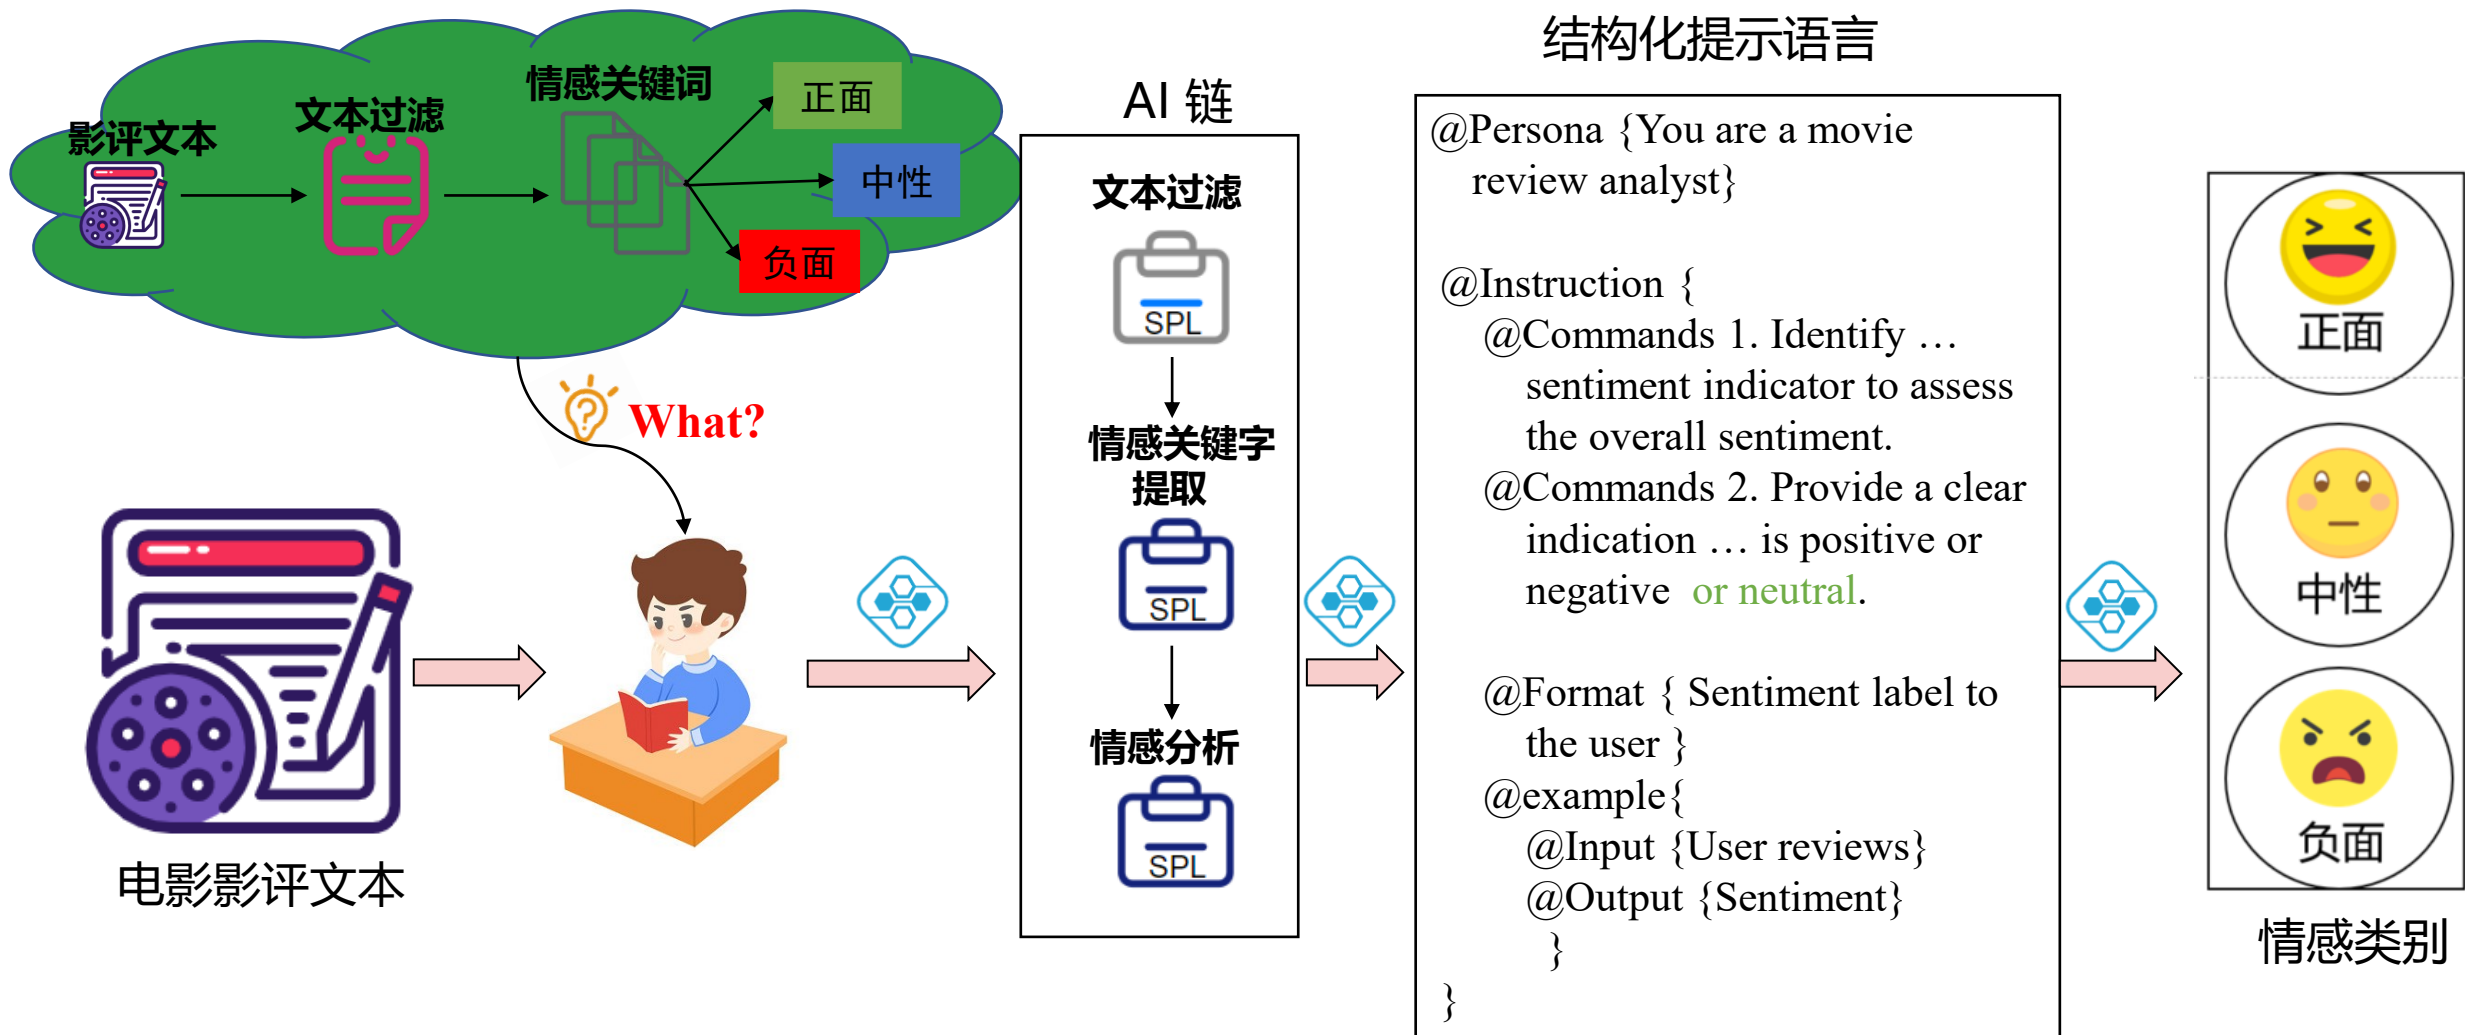 影评文本
文本过滤
情感关键词
正面
中性
负面
What?
电影影评文本
AI 链
文本过滤
SPL
情感关键字
提取
SPL
情感分析
SPL
结构化提示语言
@Persona {You are a movie
review analyst}
@Instruction {
@Commands 1. Identify …
sentiment indicator to assess
the overall sentiment.
@Commands 2. Provide a clear
indication … is positive or
negative or neutral.
@Format { Sentiment label to
the user }
@example{
@Input {User reviews}
@Output {Sentiment}
}
}
正面
中性
负面
情感类别